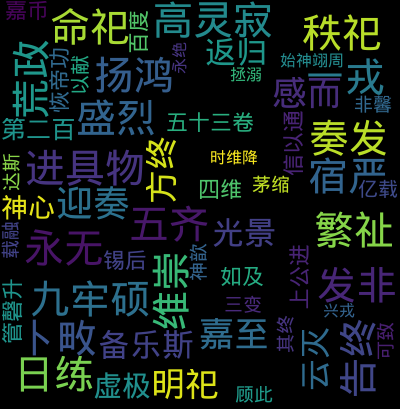 嘉币
命祀
百度
高灵寂
秩祀
荒政
恢帝功
以献
扬鸿
永绝
返归
拯溺
始神翊周
戎
感而
非馨
第二百
盛烈
五十三卷
信以通
奏发
达斯
进具物
方终
时维降
宿严
亿载
神心
迎奏
四维
茅缩
载融
永无
五齐
光景
繁祉
锡后
维崇
神歆
如及
上公进
发非
管磬升
九牢硕
三变
兴戎
下畋
备乐斯
嘉至
其终
云灭
告终
可致
日练
虚极
明祀
顾此